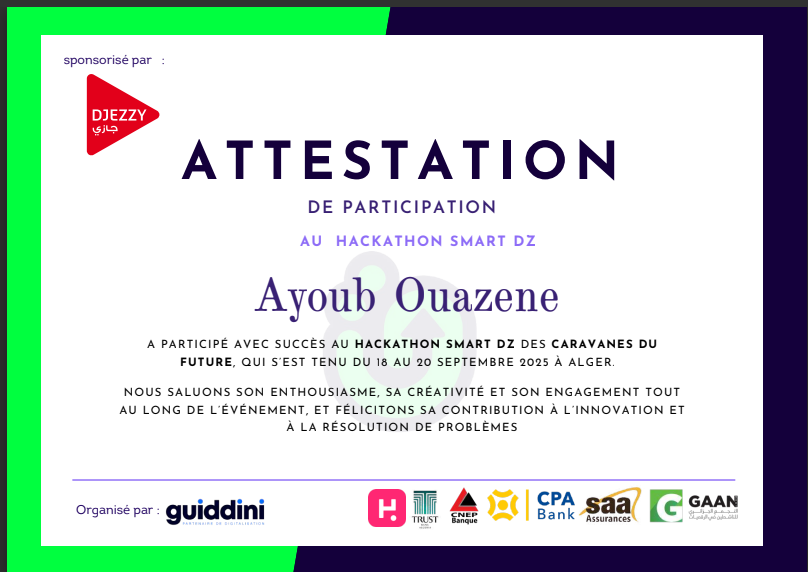 sponsorisé par :
DJEZZY
جازي
ATTESTATION
DE PARTICIPATION
AU HACKATHON SMART DZ
Ayoub Ouazene
A PARTICIPÉ AVEC SUCCÈS AU HACKATHON SMART DZ DES CARAVANES DU
FUTURE, QUI S'EST TENU DU 18 AU 20 SEPTEMBRE 2025 À ALGER.
NOUS SALUONS SON ENTHOUSIASME, SA CRÉATIVITÉ ET SON ENGAGEMENT TOUT
AU LONG DE L'ÉVÉNEMENT, ET FÉLICITONS SA CONTRIBUTION À L'INNOVATION ET
À LA RÉSOLUTION DE PROBLÈMES
Organisé par :
guiddini
PARTENAIRE DE DIGITALISATION
H.
TRUST
CNEP
Banque
CPA
Bank
saa
Assurances
G
GAAN